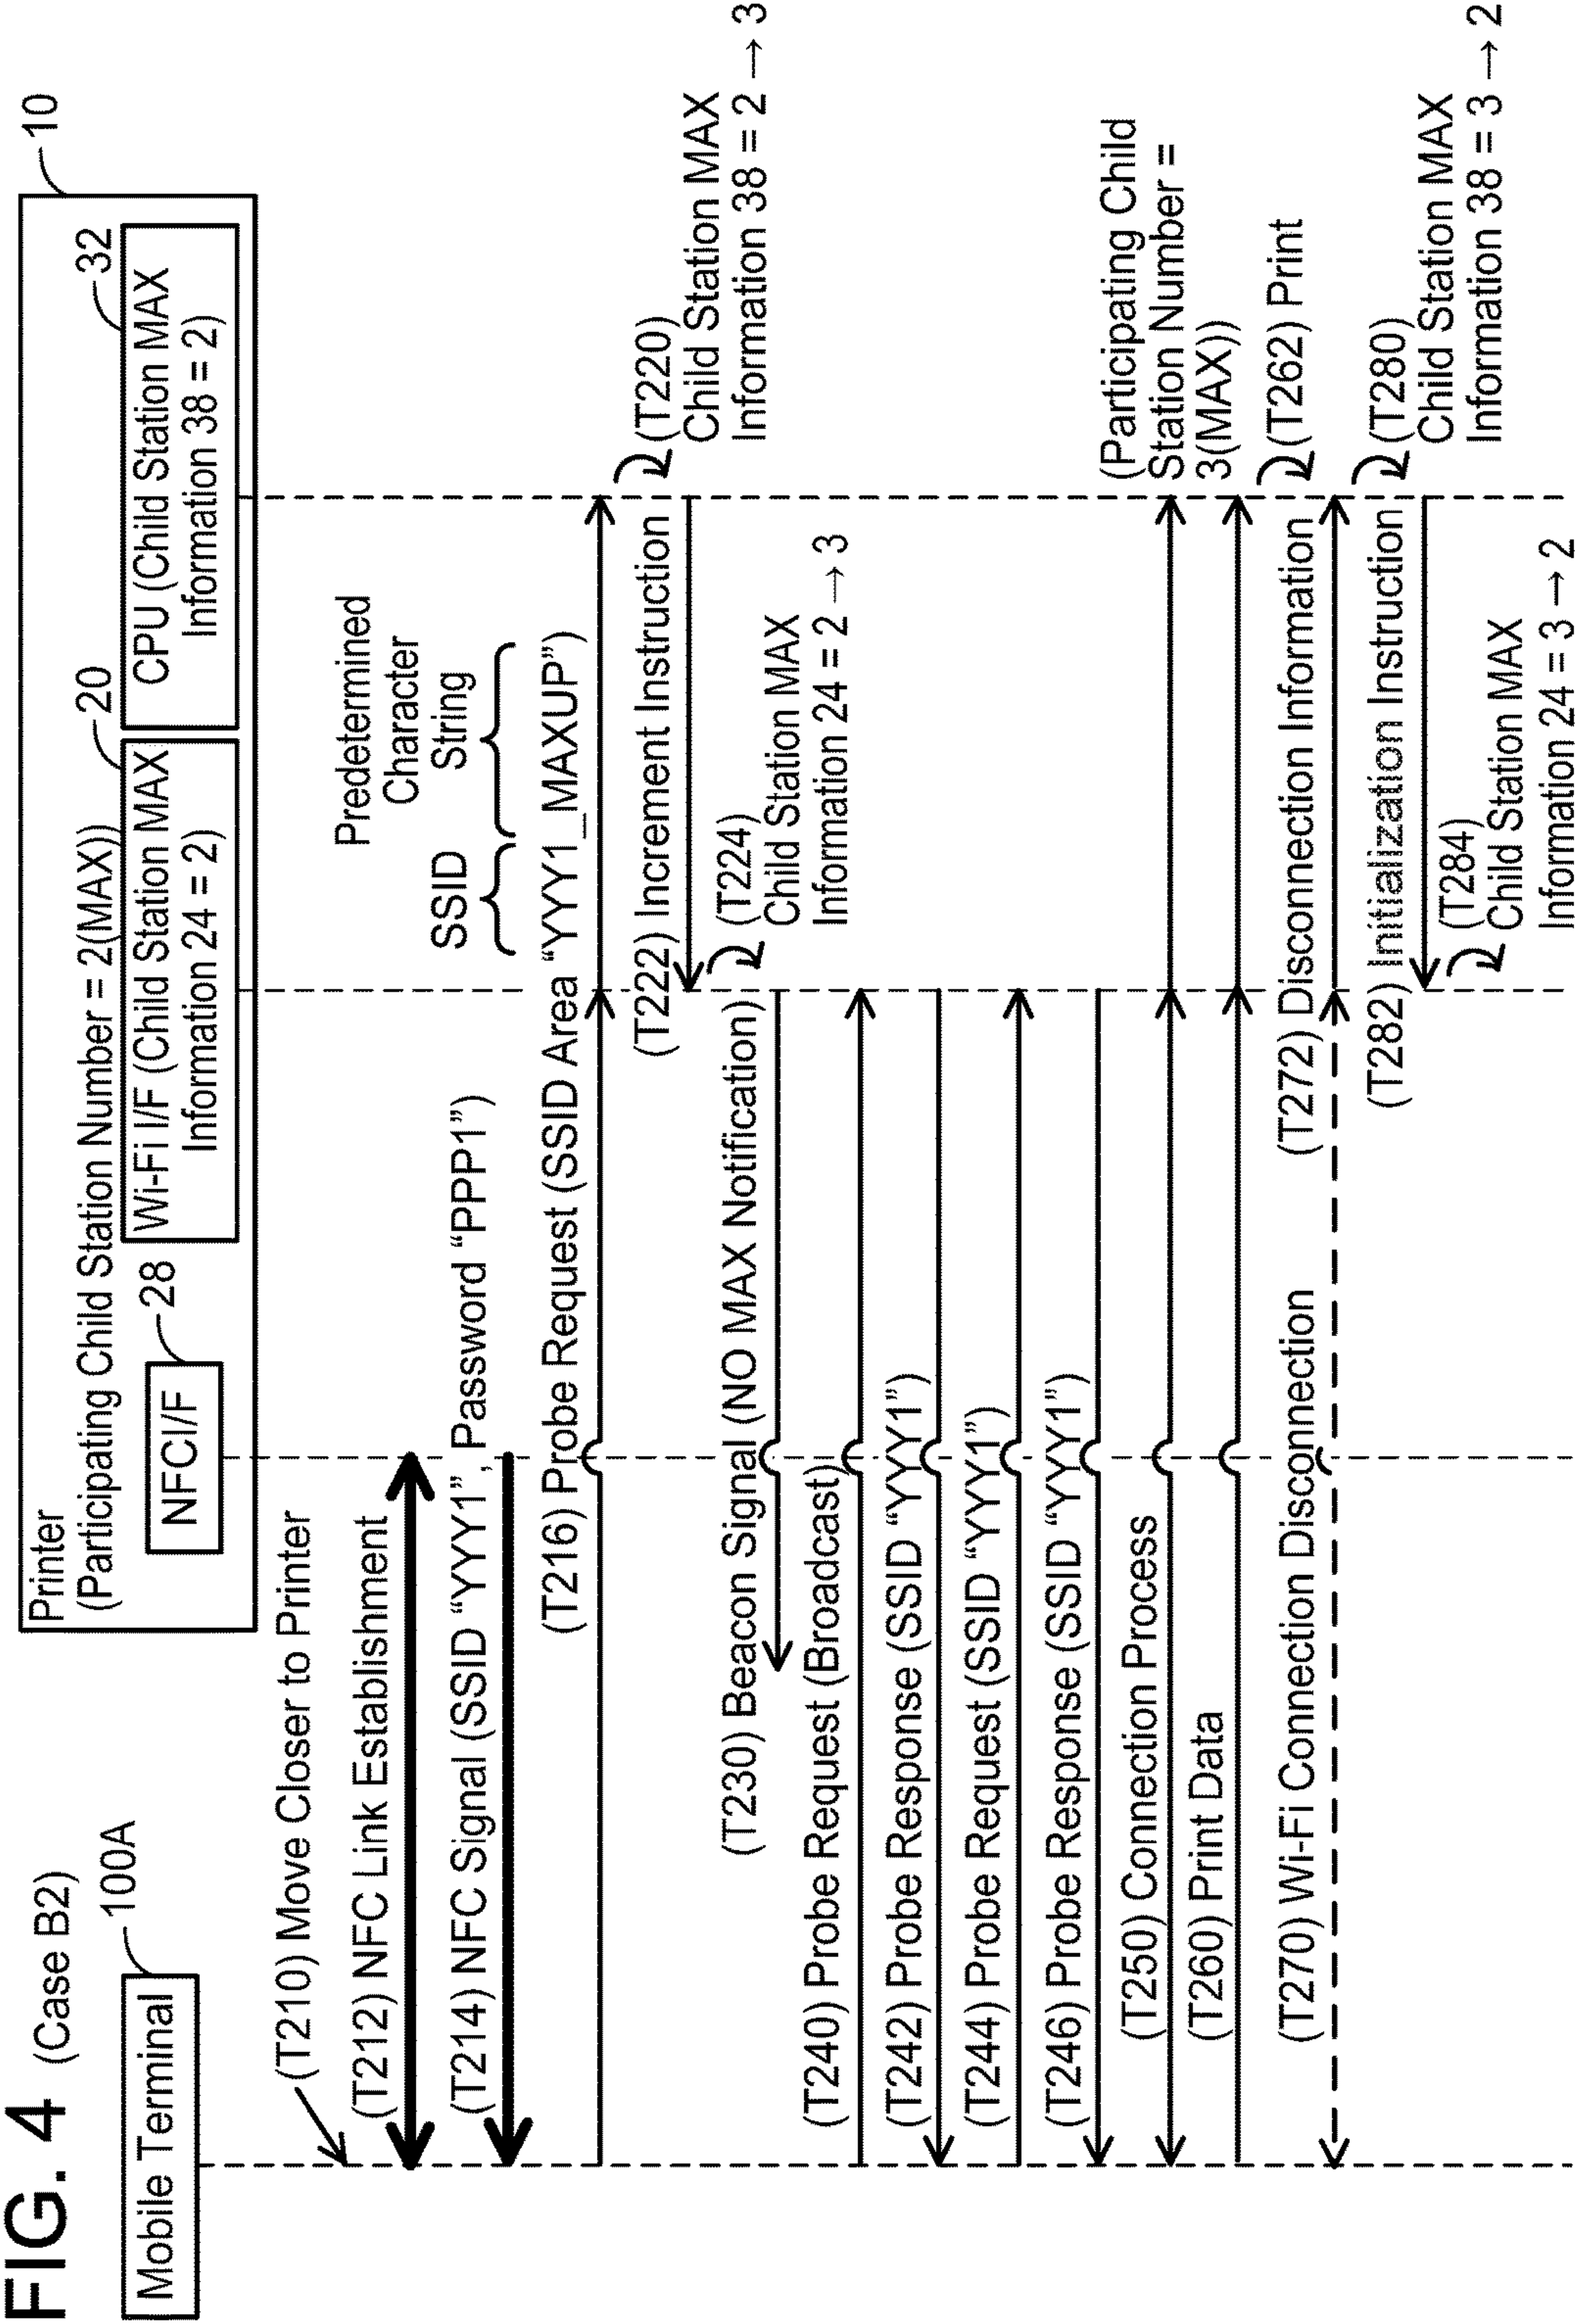 FIG. 4 (Case B2)
Mobile Terminal
100A
Printer
(Participating Child Station Number = 2(MAX))
10
NFCI/F
28
Wi-Fi I/F (Child Station MAX
Information 24 = 2)
20
CPU (Child Station MAX
Information 38 = 2)
32
(T210) Move Closer to Printer
(T212) NFC Link Establishment
(T214) NFC Signal (SSID “YYY1”, Password “PPP1”)
SSID
Predetermined
Character
String
(T216) Probe Request (SSID Area “YYY1_MAXUP”)
(T220)
Child Station MAX
Information 38 = 2 → 3
(T222) Increment Instruction
(T224)
Child Station MAX
Information 24 = 2 → 3
(T230) Beacon Signal (NO MAX Notification)
(T240) Probe Request (Broadcast)
(T242) Probe Response (SSID “YYY1”)
(T244) Probe Request (SSID “YYY1”)
(T246) Probe Response (SSID “YYY1”)
(T250) Connection Process
(Participating Child
Station Number =
3(MAX))
(T260) Print Data
(T262) Print
(T270) Wi-Fi Connection Disconnection
(T272) Disconnection Information
(T280)
Child Station MAX
Information 38 = 3 → 2
(T282) Initialization Instruction
(T284)
Child Station MAX
Information 24 = 3 → 2